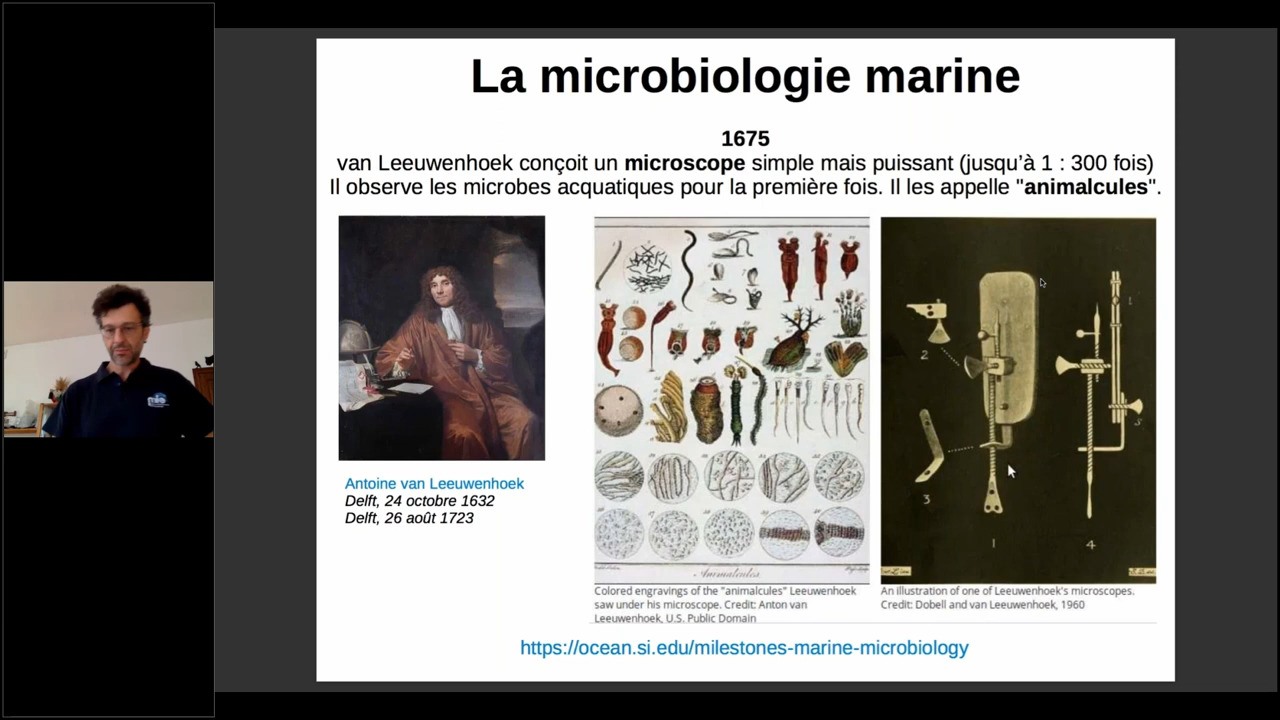 La microbiologie marine
1675
van Leeuwenhoek conçoit un microscope simple mais puissant (jusqu'à 1 : 300 fois)
Il observe les microbes acquatiques pour la première fois. Il les appelle "animalcules".
Antoine van Leeuwenhoek
Delft, 24 octobre 1632
Delft, 26 août 1723
Animalcules
2
3
1
4
Colored engravings of the "animalcules" Leeuwenhoek
saw under his microscope. Credit: Anton van
Leeuwenhoek, U.S. Public Domain
An illustration of one of Leeuwenhoek's microscopes.
Credit: Dobell and van Leeuwenhoek, 1960
https://ocean.si.edu/milestones-marine-microbiology